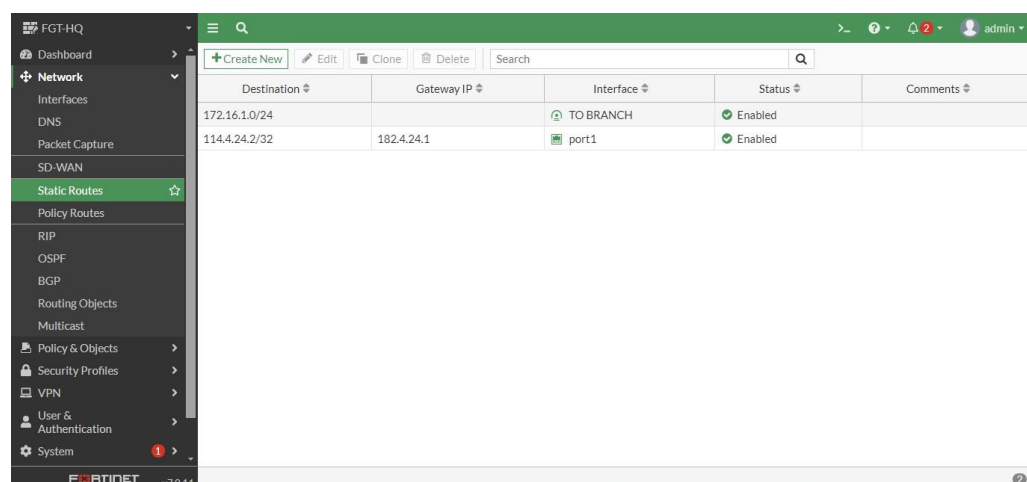 FGT-HQ
>_ 2 admin
Dashboard
Network
Interfaces
DNS
Packet Capture
SD-WAN
Static Routes
Policy Routes
RIP
OSPF
BGP
Routing Objects
Multicast
Policy & Objects
Security Profiles
VPN
User &
Authentication
System 1
FORTINET
+ Create New Edit Clone Delete Search
Destination Gateway IP Interface Status Comments
172.16.1.0/24 TO BRANCH Enabled
114.4.24.2/32 182.4.24.1 port1 Enabled
2